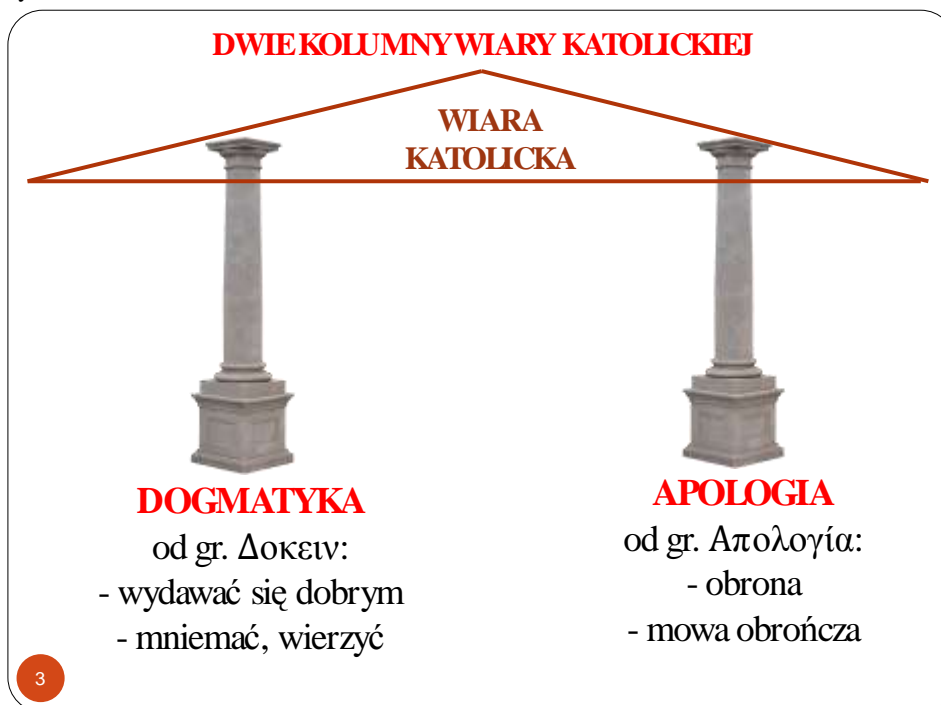 DWIE KOLUMNY WIARY KATOLICKIEJ
WIARA
KATOLICKA
DOGMATYKA
od gr. Δοκειν:
- wydawać się dobrym
- mniemać, wierzyć
APOLOGIA
od gr. Απολογία:
- obrona
- mowa obrończa
3